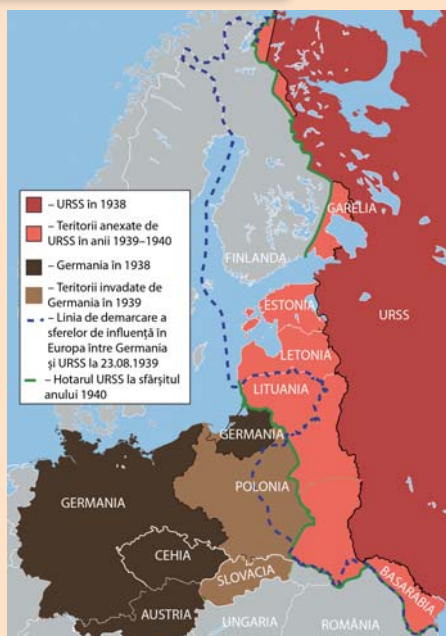 – URSS în 1938
– Teritorii anexate de
URSS în anii 1939–1940
– Germania în 1938
– Teritorii invadate de
Germania în 1939
– Linia de demarcare a
sferelor de influență în
Europa între Germania
și URSS la 23.08.1939
– Hotarul URSS la sfârșitul
anului 1940
GARELIA
FINLANDA
URSS
ESTONIA
LETONIA
LITUANIA
GERMANIA
GERMANIA
POLONIA
CEHIA
SLOVACIA
BASARABIA
AUSTRIA
UNGARIA
ROMÂNIA